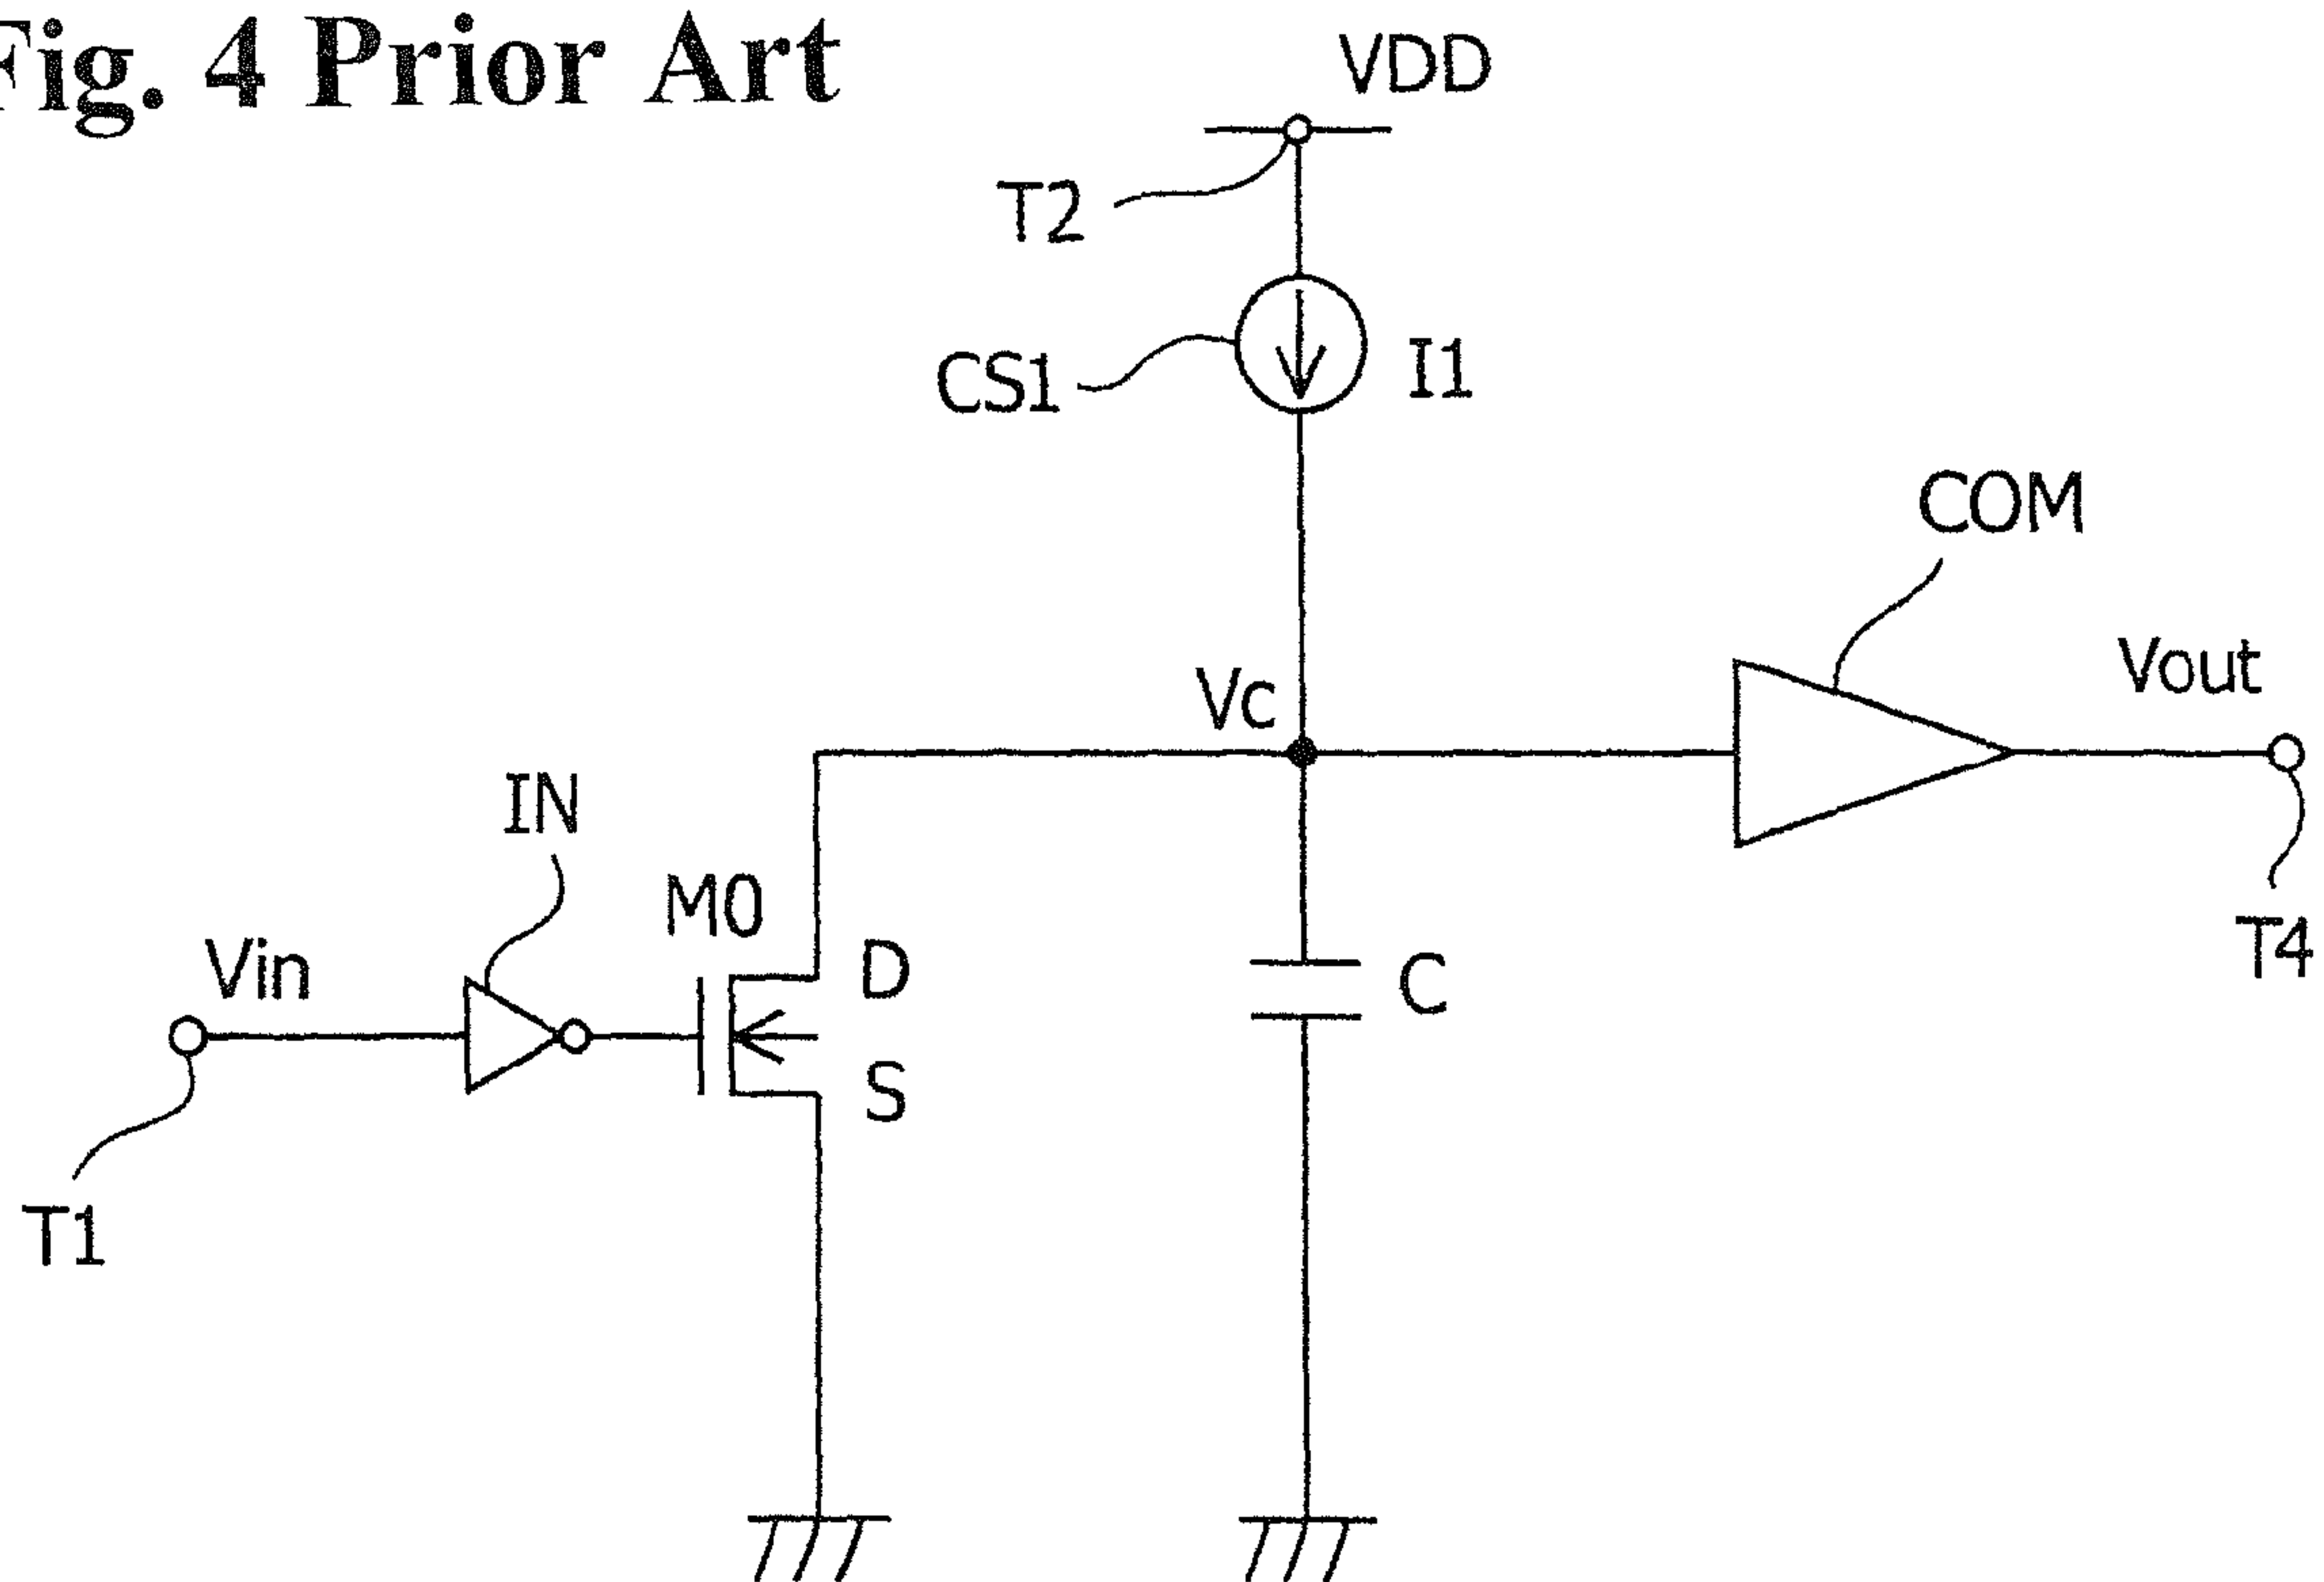 Fig. 4 Prior Art
VDD
T2
CS1
I1
COM
Vc
Vout
IN
M0
D
Vin
C
T4
S
T1